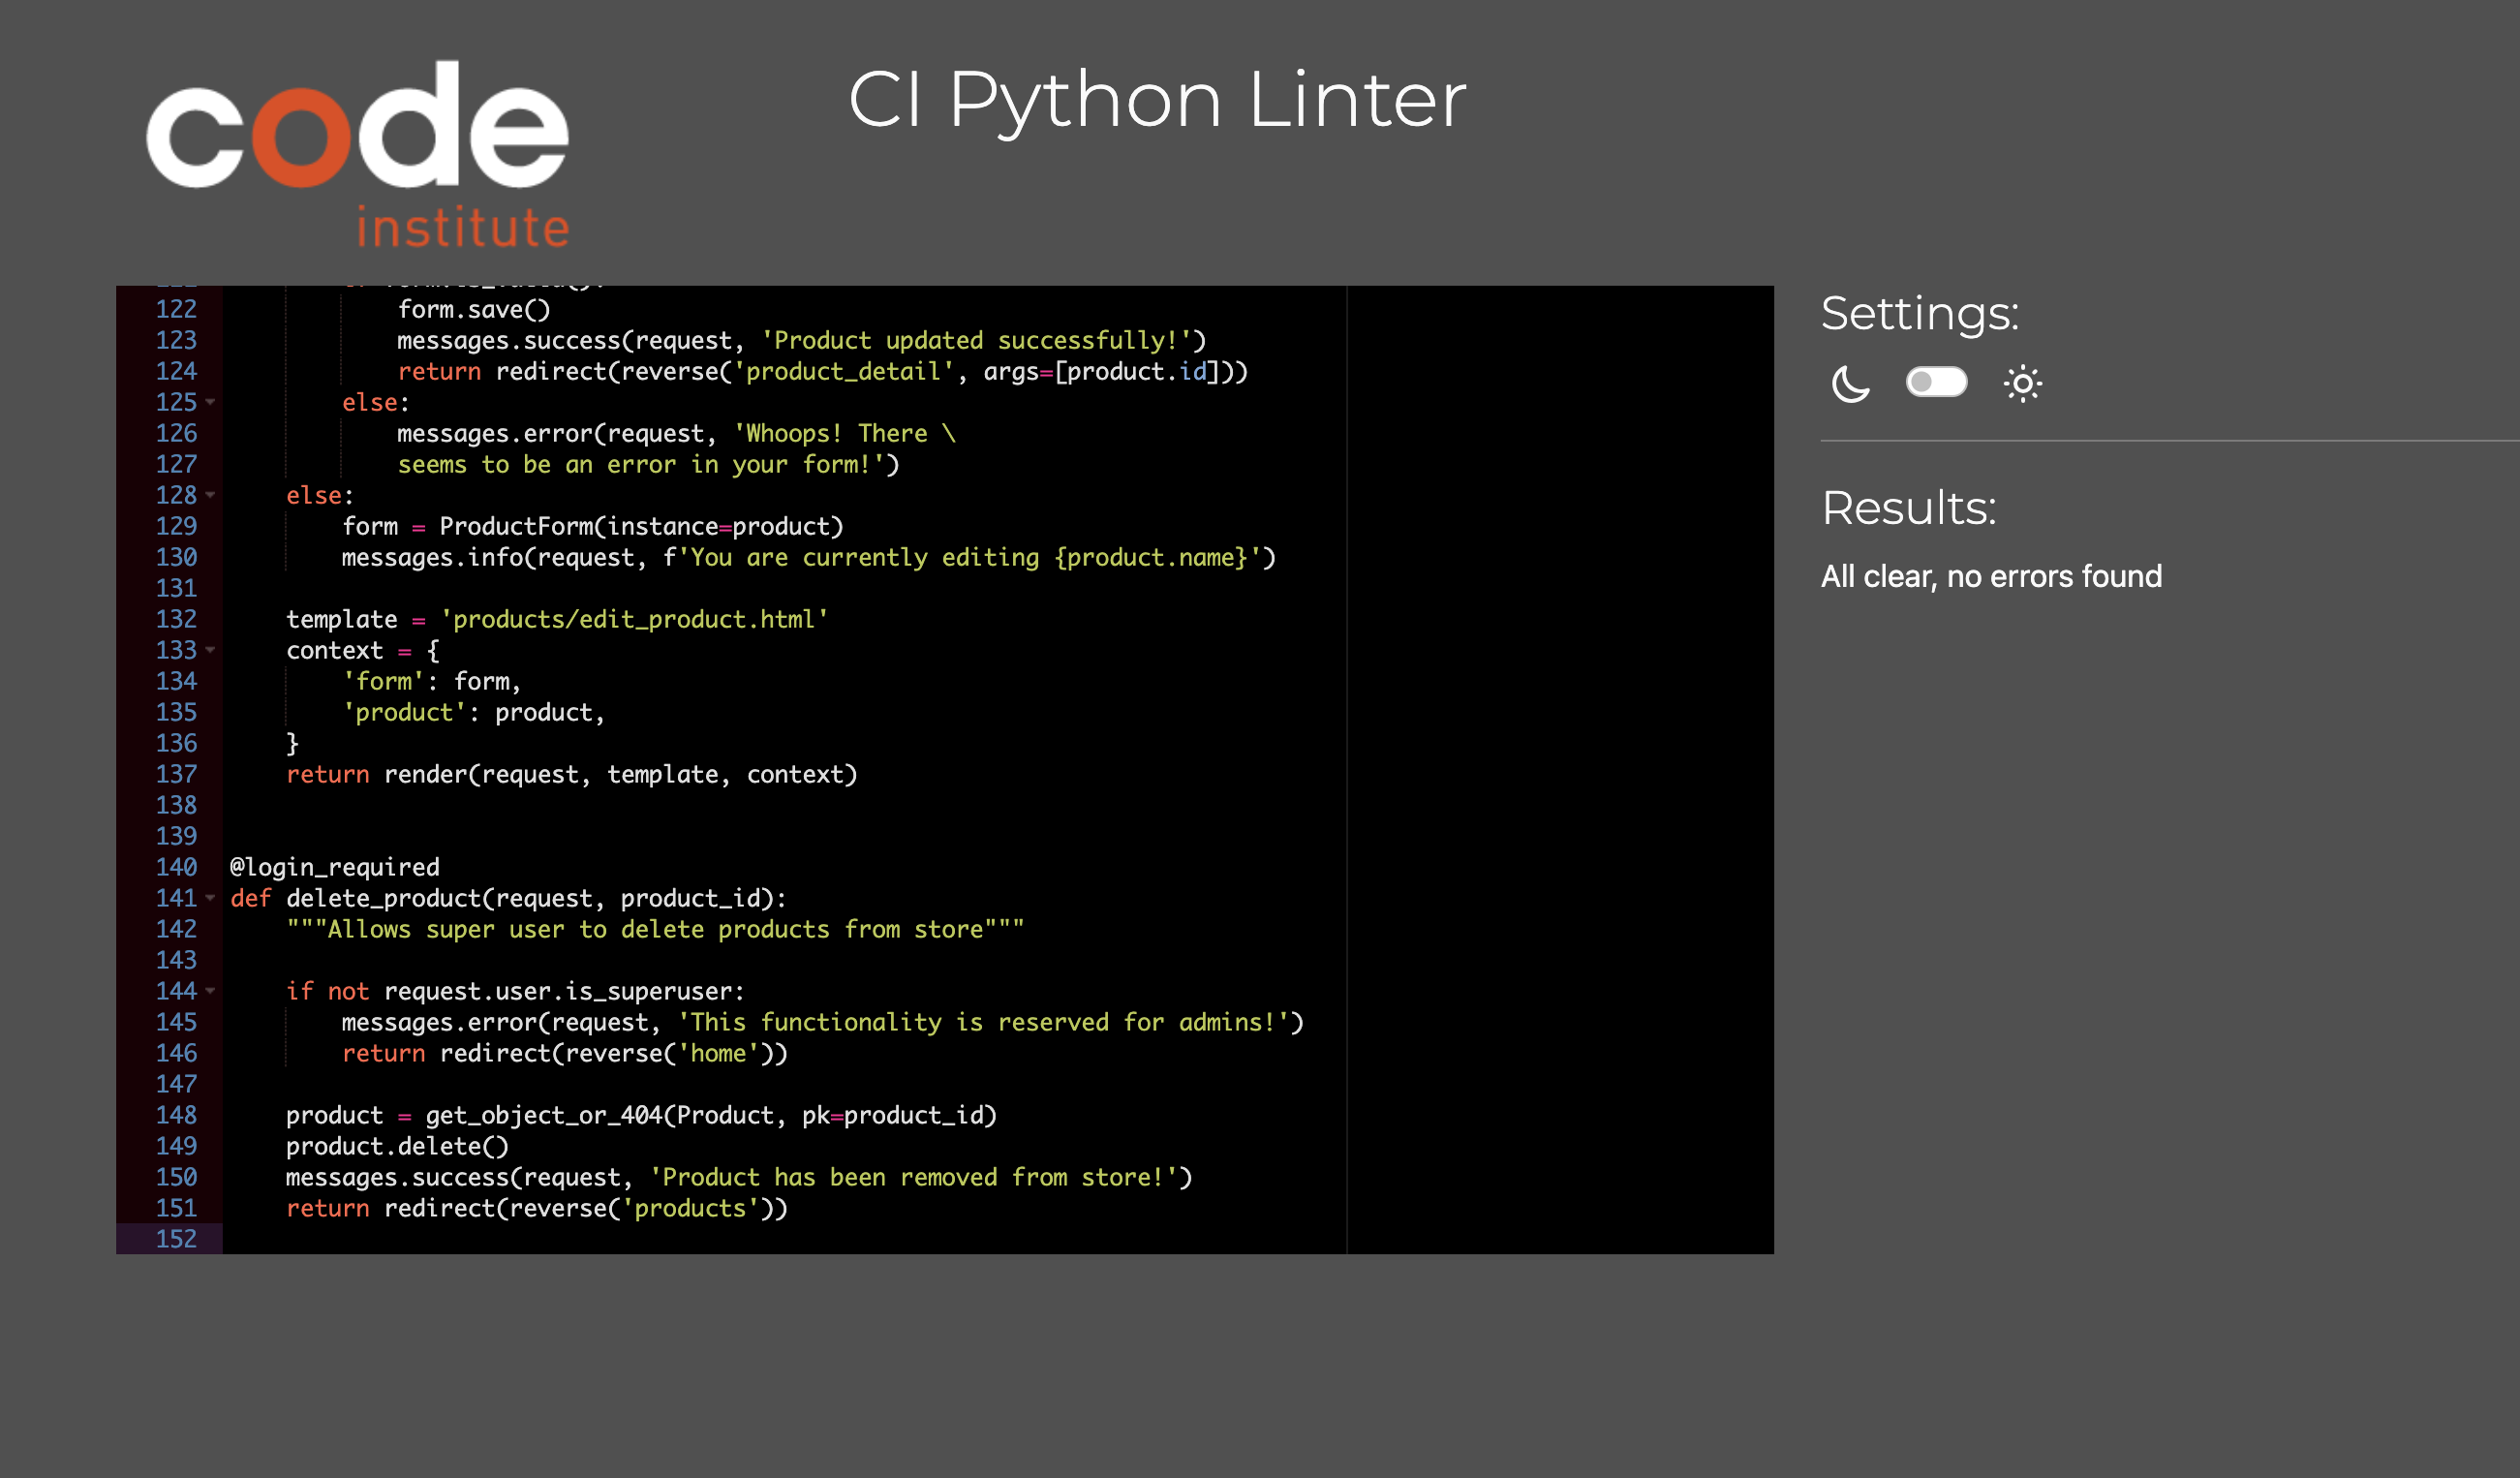 code
institute
CI Python Linter
122 form.save()
123 messages.success(request, 'Product updated successfully!')
124 return redirect(reverse('product_detail', args=[product.id]))
125 else:
126 messages.error(request, 'Whoops! There \
127 seems to be an error in your form!')
128 else:
129 form = ProductForm(instance=product)
130 messages.info(request, f'You are currently editing {product.name}')
131
132 template = 'products/edit_product.html'
133 context = {
134 'form': form,
135 'product': product,
136 }
137 return render(request, template, context)
138
139
140 @login_required
141 def delete_product(request, product_id):
142 """Allows super user to delete products from store"""
143
144 if not request.user.is_superuser:
145 messages.error(request, 'This functionality is reserved for admins!')
146 return redirect(reverse('home'))
147
148 product = get_object_or_404(Product, pk=product_id)
149 product.delete()
150 messages.success(request, 'Product has been removed from store!')
151 return redirect(reverse('products'))
152
Settings:
Results:
All clear, no errors found